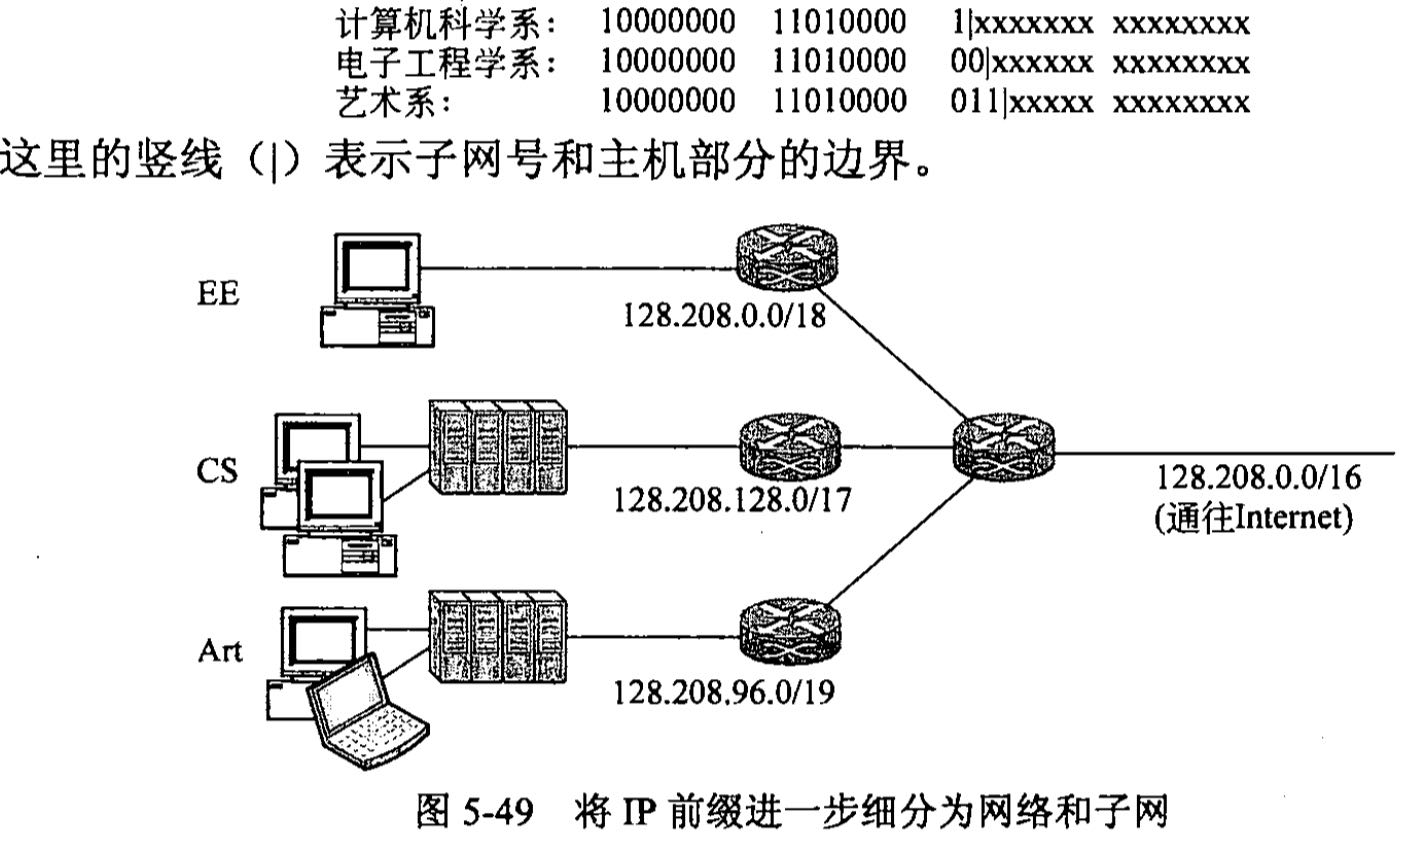 计算机科学系： 10000000 11010000 1|xxxxxxx xxxxxxxx
电子工程学系： 10000000 11010000 00|xxxxxx xxxxxxxx
艺术系： 10000000 11010000 011|xxxxx xxxxxxxx
这里的竖线（|）表示子网号和主机部分的边界。
EE
128.208.0.0/18
CS
128.208.128.0/17
128.208.0.0/16
(通往Internet)
Art
128.208.96.0/19
图 5-49 将 IP 前缀进一步细分为网络和子网